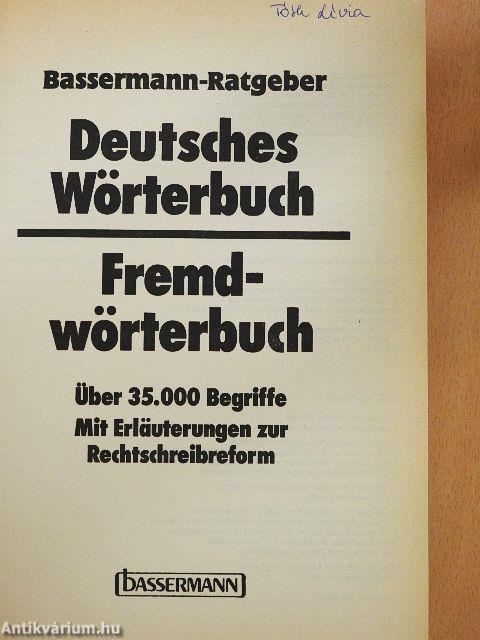 Tóth Lívia
Bassermann-Ratgeber
Deutsches
Wörterbuch
Fremd-
wörterbuch
Über 35.000 Begriffe
Mit Erläuterungen zur
Rechtschreibreform
bassermann
Antikvárium.hu